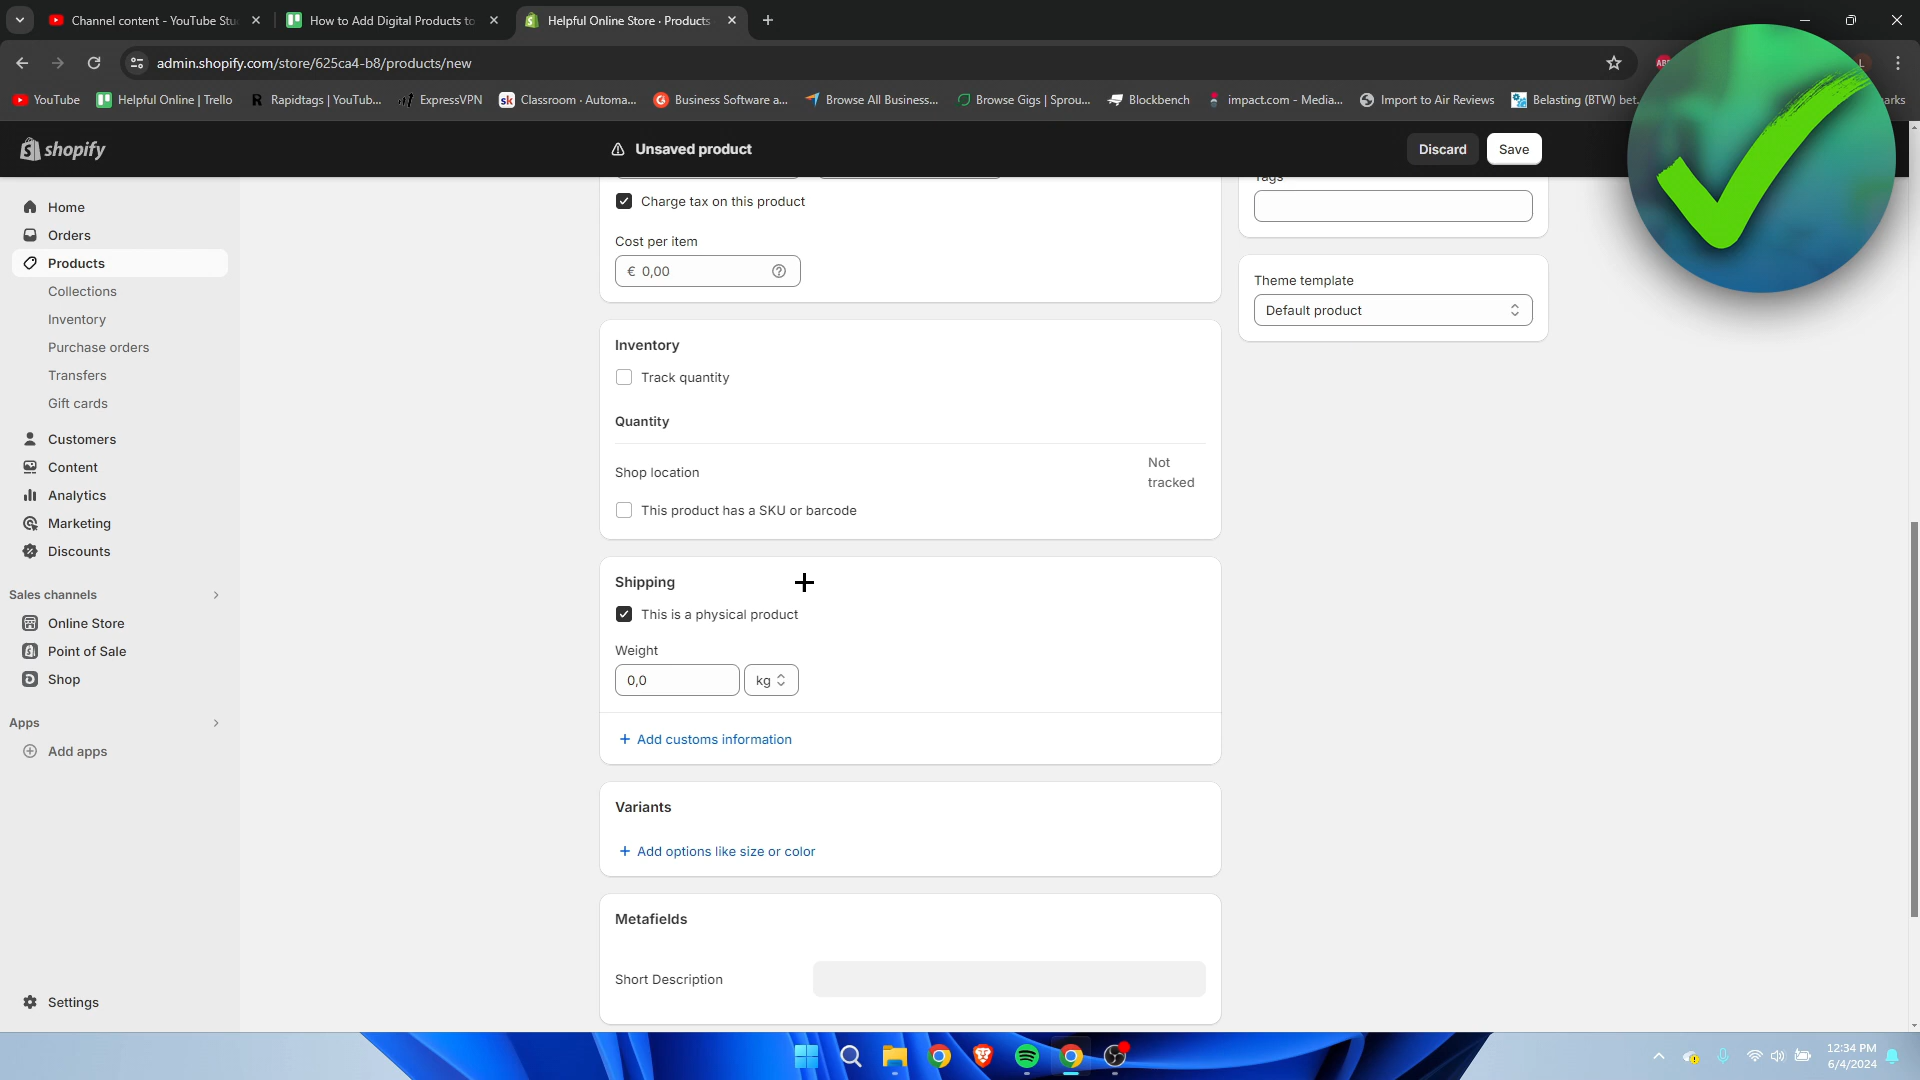 Channel content - YouTube Stu
How to Add Digital Products to
Helpful Online Store · Products
admin.shopify.com/store/625ca4-b8/products/new
YouTube
Helpful Online | Trello
Rapidtags | YouTub...
ExpressVPN
Classroom - Automa...
Business Software a...
Browse All Business...
Browse Gigs | Sprou...
Blockbench
impact.com - Media...
Import to Air Reviews
Belasting (BTW) bet.
arks
shopify
Unsaved product
Discard
Save
Home
Orders
Products
Collections
Inventory
Purchase orders
Transfers
Gift cards
Customers
Content
Analytics
Marketing
Discounts
Sales channels
Online Store
Point of Sale
Shop
Apps
Add apps
Settings
Charge tax on this product
Cost per item
€ 0,00
Inventory
Track quantity
Quantity
Shop location
Not
tracked
This product has a SKU or barcode
Shipping
This is a physical product
Weight
0,0
kg
Add customs information
Variants
Add options like size or color
Metafields
Short Description
Tags
Theme template
Default product
12:34 PM
6/4/2024